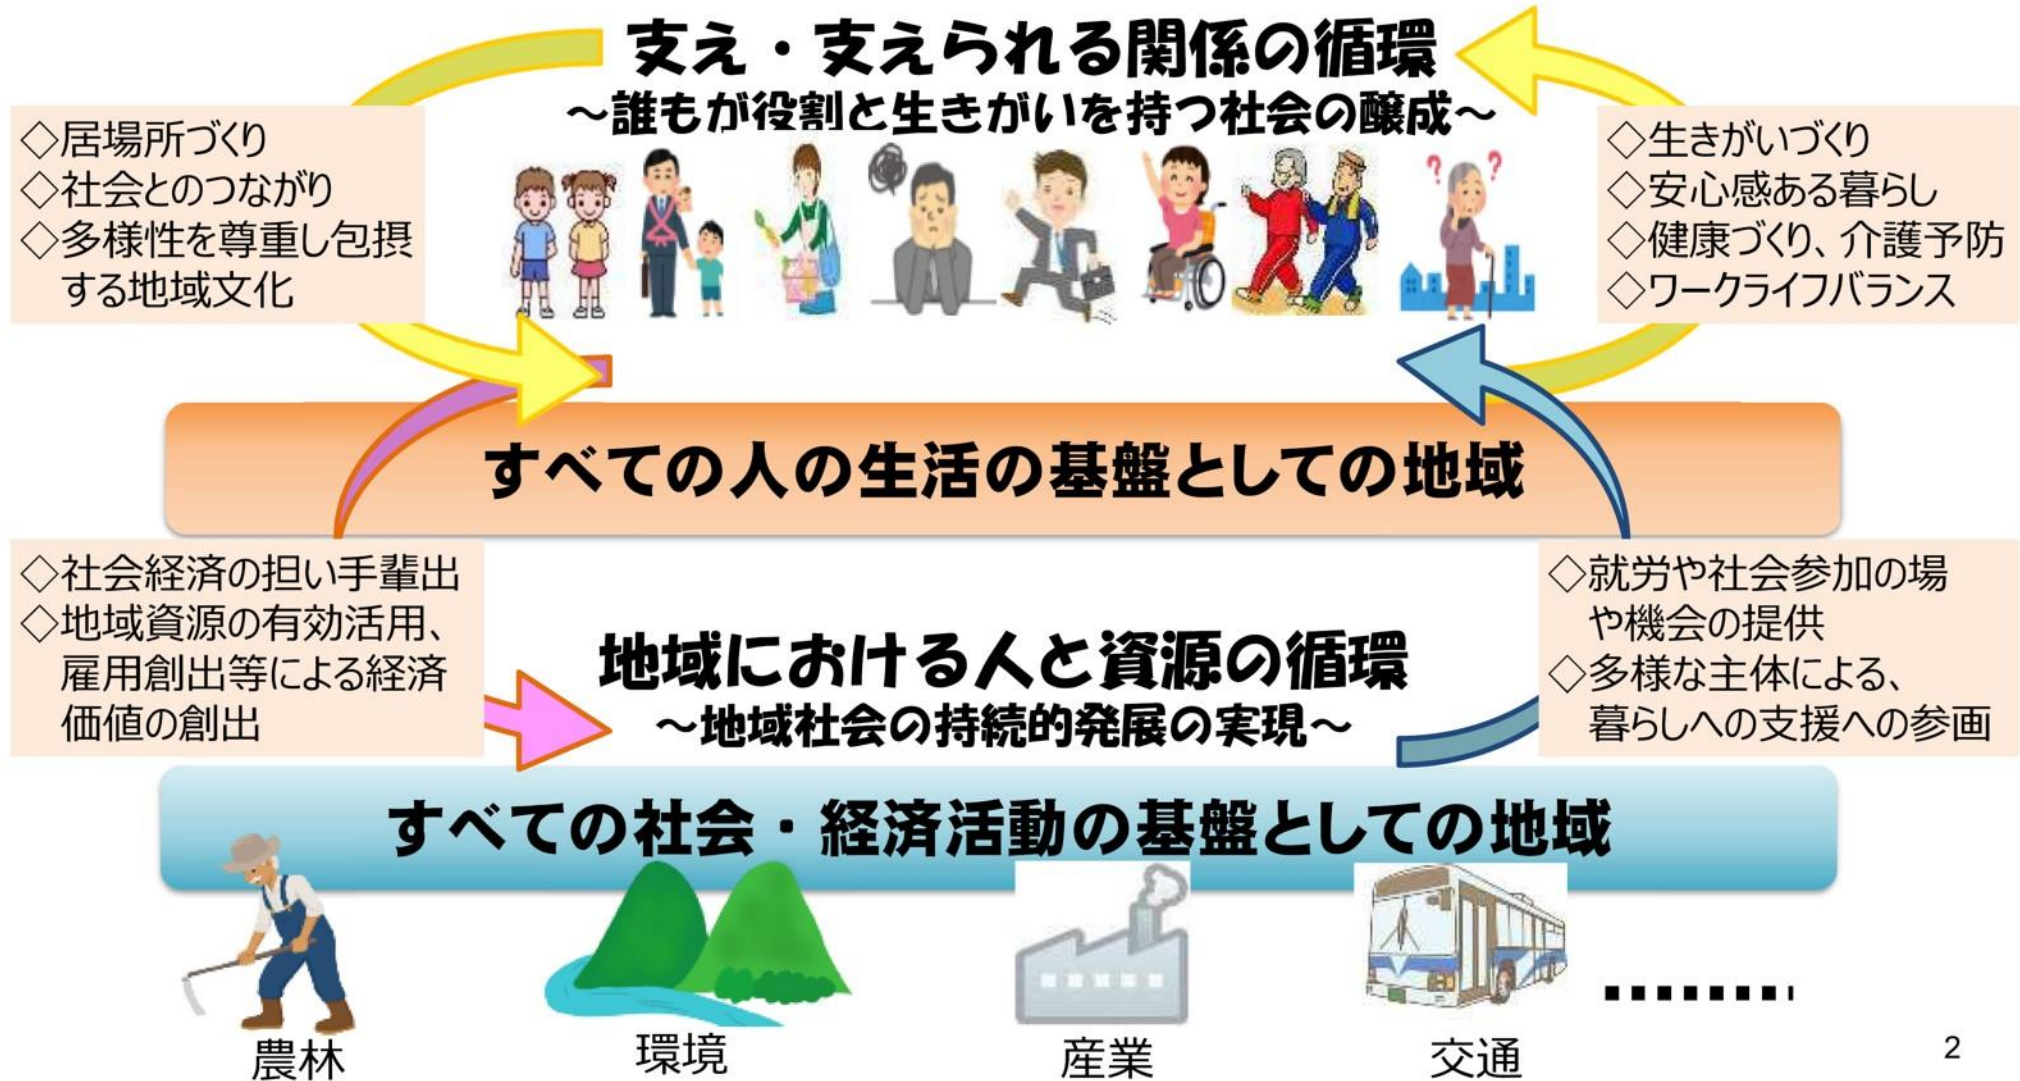 支え・支えられる関係の循環
～誰もが役割と生きがいを持つ社会の醸成～
◇居場所づくり
◇社会とのつながり
◇多様性を尊重し包摂
する地域文化
◇生きがいづくり
◇安心感ある暮らし
◇健康づくり、介護予防
◇ワークライフバランス
? ?
すべての人の生活の基盤としての地域
◇社会経済の担い手輩出
◇地域資源の有効活用、
雇用創出等による経済
価値の創出
地域における人と資源の循環
～地域社会の持続的発展の実現～
◇就労や社会参加の場
や機会の提供
◇多様な主体による、
暮らしへの支援への参画
すべての社会・経済活動の基盤としての地域
農林
環境
産業
交通
2